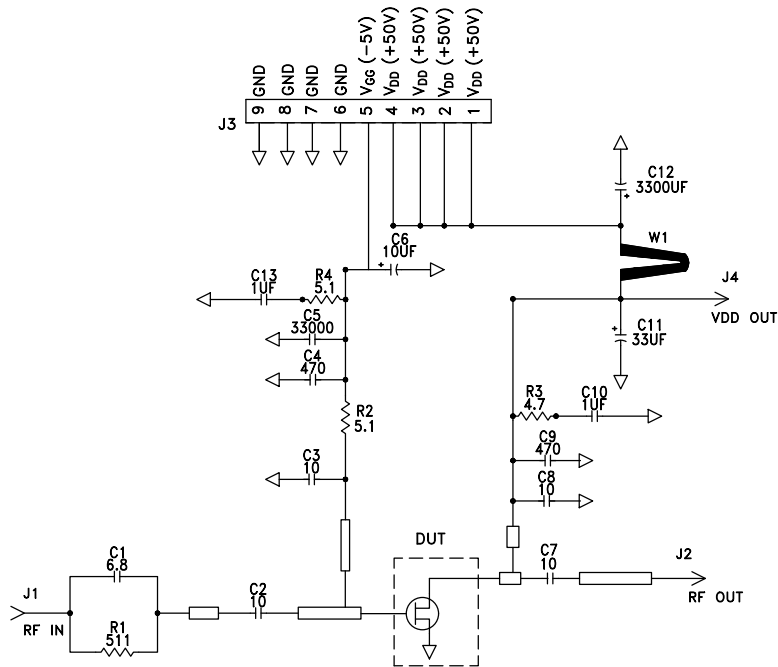 GND
GND
GND
GND
VGG (-5V)
VDD (+50V)
VDD (+50V)
VDD (+50V)
VDD (+50V)
9 8 7 6 5 4 3 2 1
J3
C12
3300UF
W1
C6
10UF
J4
VDD OUT
C13
1UF
R4
5.1
C5
33000
C11
33UF
C4
470
R2
5.1
R3
4.7
C10
1UF
C3
10
C9
470
C8
10
DUT
C1
6.8
C7
10
J2
RF OUT
J1
RF IN
C2
10
R1
511